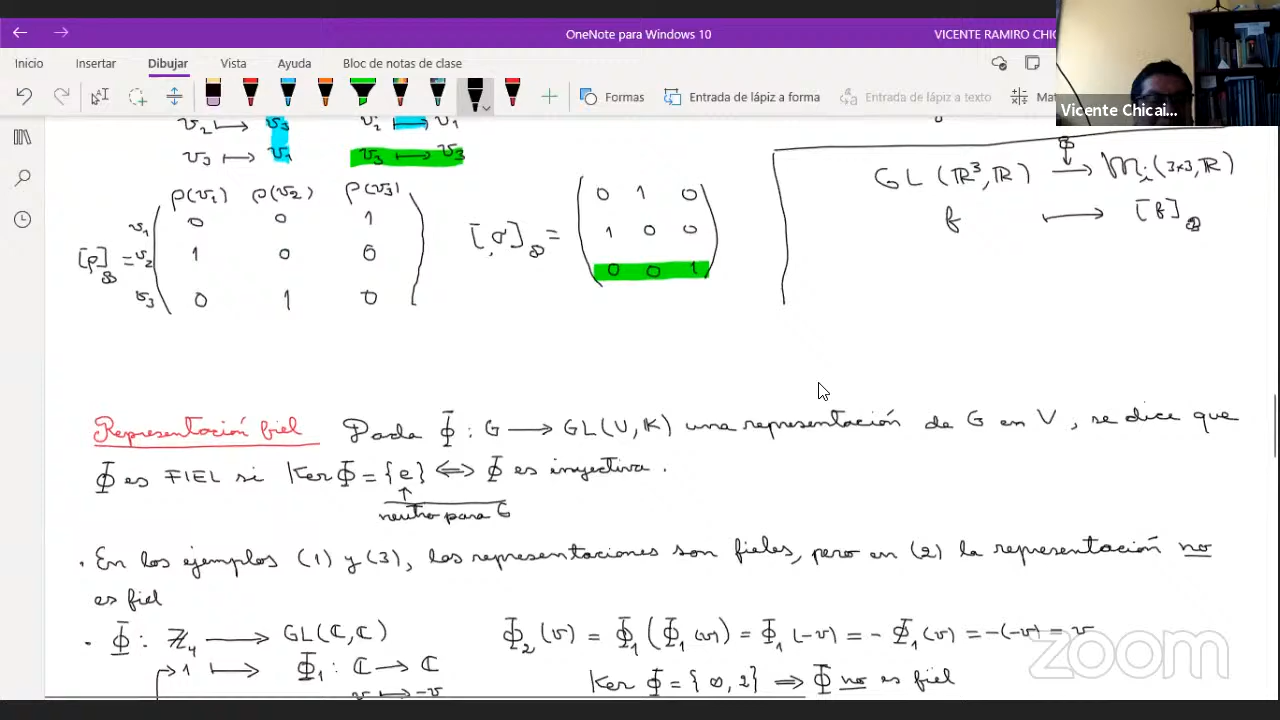 OneNote para Windows 10
VICENTE RAMIRO CHIC
Inicio Insertar Dibujar Vista Ayuda Bloc de notas de clase
Formas Entrada de lápiz a forma Entrada de lápiz a texto Mat
Vicente Chicai...
v₂ ⟼ v₃ v₂ ⟼ v₁
v₃ ⟼ v₁ v₃ ⟼ v₃
ρ(v₁) ρ(v₂) ρ(v₃)
v₁ 0 0 1
[ρ]_B = v₂ 1 0 0
v₃ 0 1 0
[σ]_B =
0 1 0
1 0 0
0 0 1
Φ
GL(ℝ³,ℝ) ⟶ M_i(3×3,ℝ)
f ⟼ [f]_B
Representación fiel Dada Φ : G ⟶ GL(V,K) una representación de G en V, se dice que
Φ es FIEL si Ker Φ = {e} ⟺ Φ es inyectiva.
↑
neutro para G
· En los ejemplos (1) y (3), las representaciones son fieles, pero en (2) la representación no
es fiel
· Φ : ℤ₄ ⟶ GL(ℂ,ℂ)
1 ⟼ Φ₁ : ℂ ⟶ ℂ
v ⟼ -v
Φ₂(v) = Φ₁(Φ₁(v)) = Φ₁(-v) = -Φ₁(v) = -(-v) = v
Ker Φ = {0, 2} ⟹ Φ no es fiel
zoom